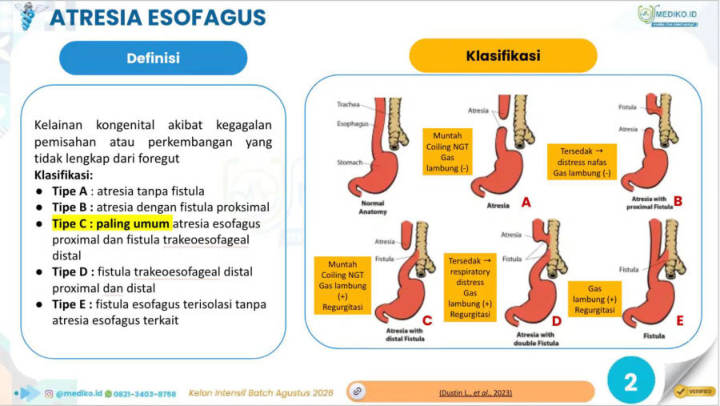 ATRESIA ESOFAGUS
MEDIKO.ID
Definisi
Klasifikasi
Kelainan kongenital akibat kegagalan
pemisahan atau perkembangan yang
tidak lengkap dari foregut
Klasifikasi:
● Tipe A : atresia tanpa fistula
● Tipe B : atresia dengan fistula proksimal
● Tipe C : paling umum atresia esofagus
proximal dan fistula trakeoesofageal
distal
● Tipe D : fistula trakeoesofageal distal
proximal dan distal
● Tipe E : fistula esofagus terisolasi tanpa
atresia esofagus terkait
Trachea
Esophagus
Stomach
Normal
Anatomy
Muntah
Coiling NGT
Gas
lambung (-)
Atresia
Atresia
A
Tersedak →
distress nafas
Gas lambung (-)
Fistula
Atresia
Atresia with
proximal Fistula
B
Muntah
Coiling NGT
Gas lambung
(+)
Regurgitasi
Atresia
Fistula
Atresia with
distal Fistula
C
Tersedak →
respiratory
distress
Gas
lambung (+)
Regurgitasi
Atresia
Fistula
Atresia with
double Fistula
D
Gas
lambung (+)
Regurgitasi
Fistula
Fistula
E
@mediko.id 0821-3403-8768
Kelan Intensif Batch Agustus 2026
(Dustin L., et al., 2023)
2
VERIFIED